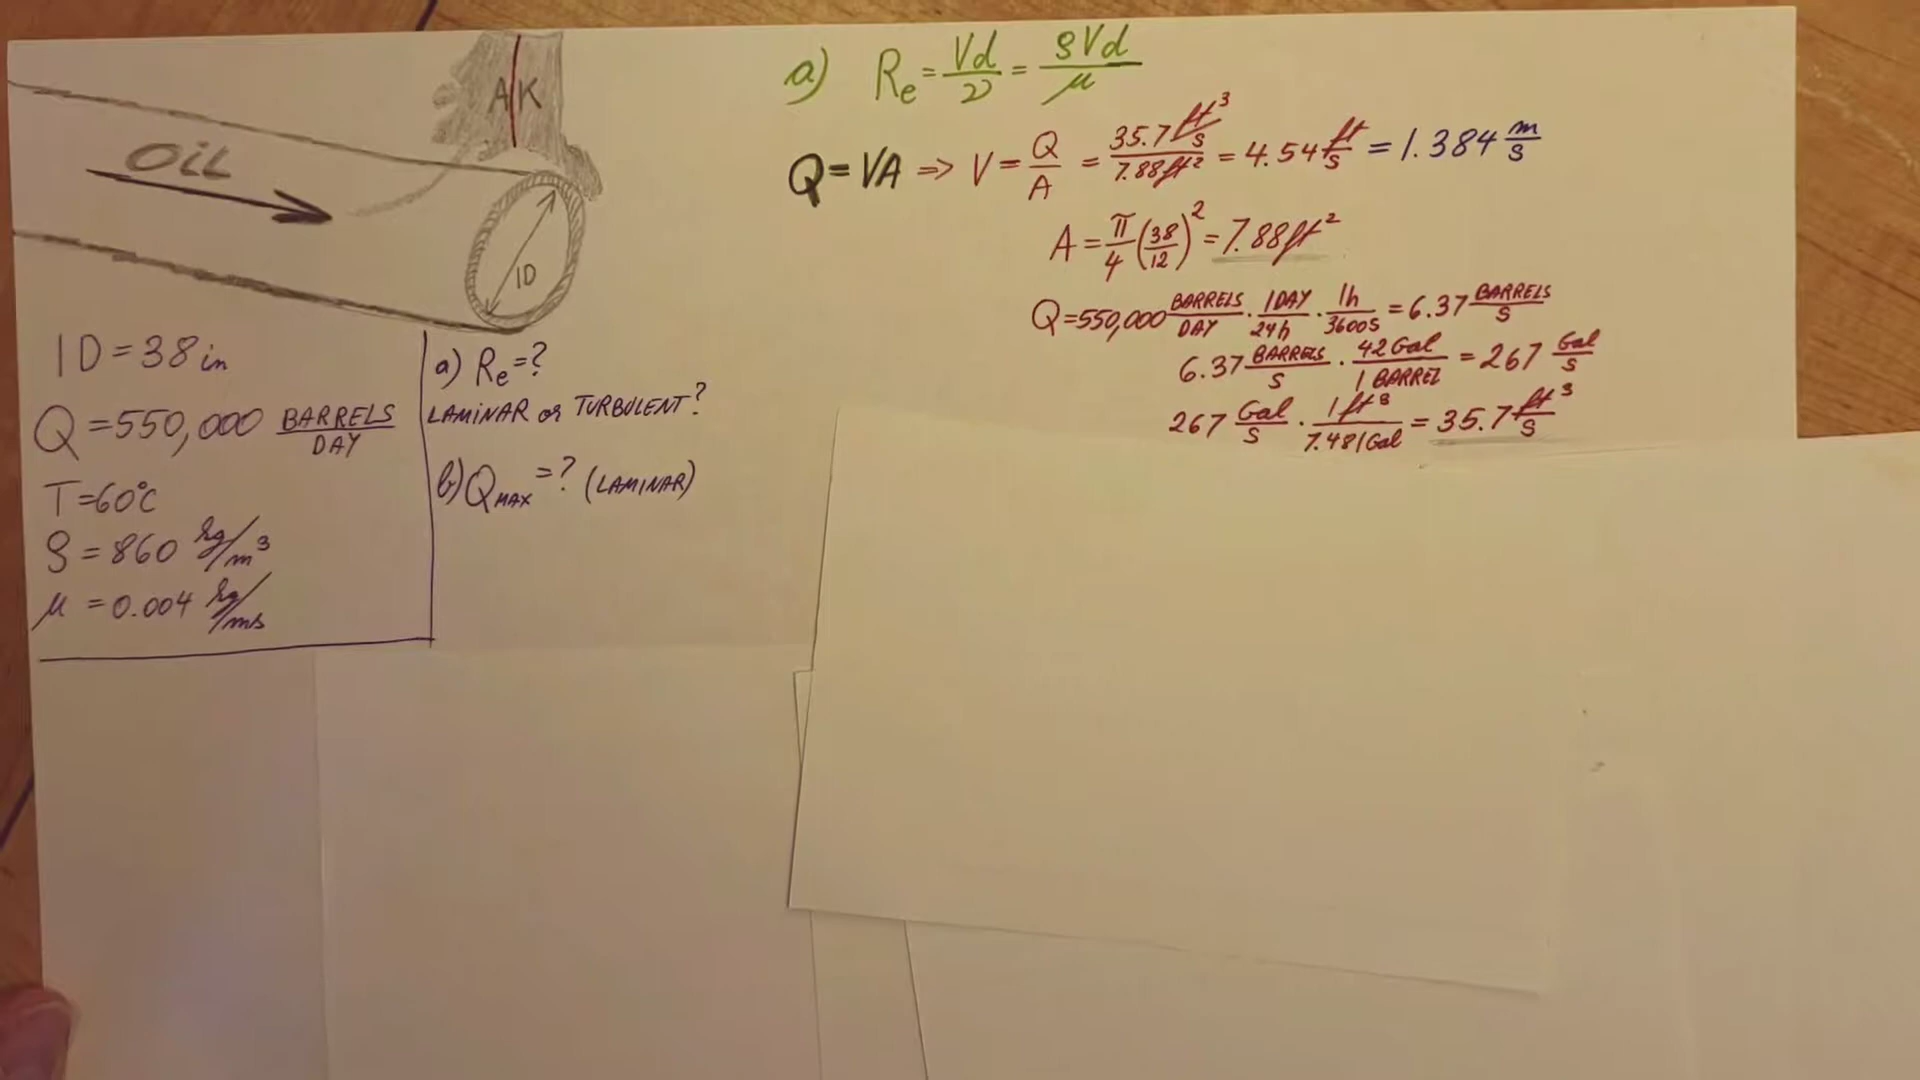 A K
OiL
ID
ID = 38 in
Q = 550,000 BARRELS/DAY
T = 60°C
ρ = 860 kg/m³
μ = 0.004 kg/ms
a) Re = ?
LAMINAR or TURBULENT?
b) QMAX = ? (LAMINAR)
a) Re = Vd/ν = ρVd/μ
Q = VA ⇒ V = Q/A = 35.7 ft³/s / 7.88 ft² = 4.54 ft/s = 1.384 m/s
A = π/4 (38/12)² = 7.88 ft²
Q = 550,000 BARRELS/DAY · 1DAY/24h · 1h/3600s = 6.37 BARRELS/S
6.37 BARRELS/S · 42 Gal/1 BARREL = 267 Gal/S
267 Gal/S · 1 ft³/7.481 Gal = 35.7 ft³/S